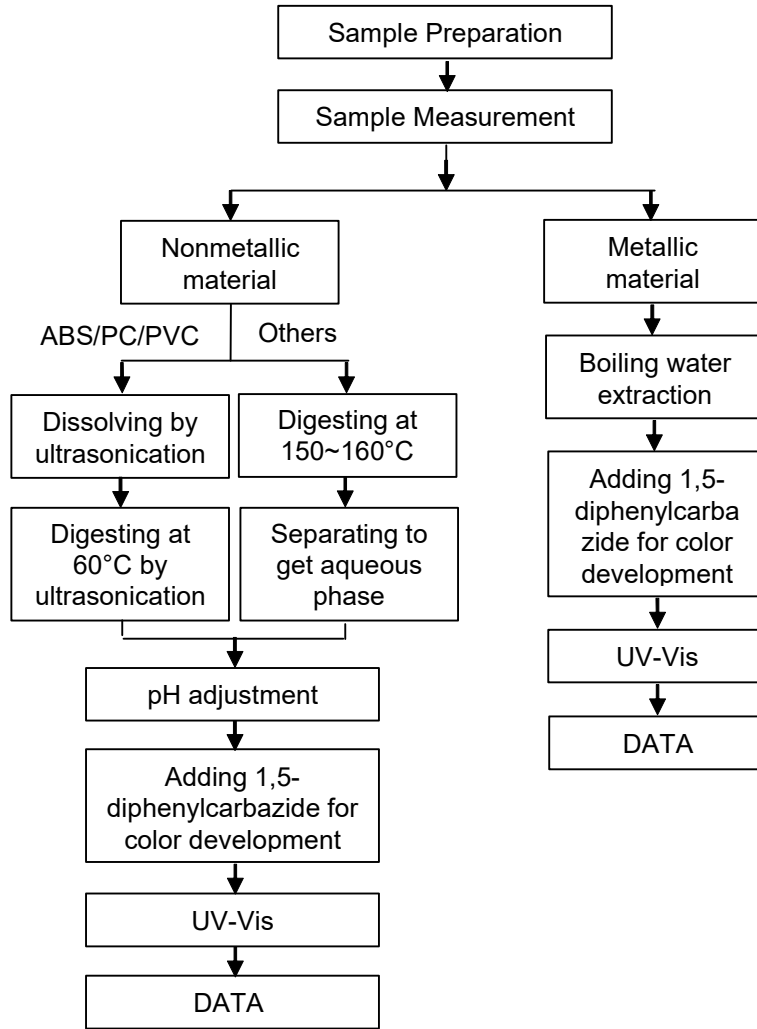 Sample Preparation
Sample Measurement
Nonmetallic
material
Metallic
material
ABS/PC/PVC
Others
Dissolving by
ultrasonication
Digesting at
150~160°C
Boiling water
extraction
Digesting at
60°C by
ultrasonication
Separating to
get aqueous
phase
Adding 1,5-
diphenylcarba
zide for color
development
pH adjustment
UV-Vis
DATA
Adding 1,5-
diphenylcarbazide for
color development
UV-Vis
DATA